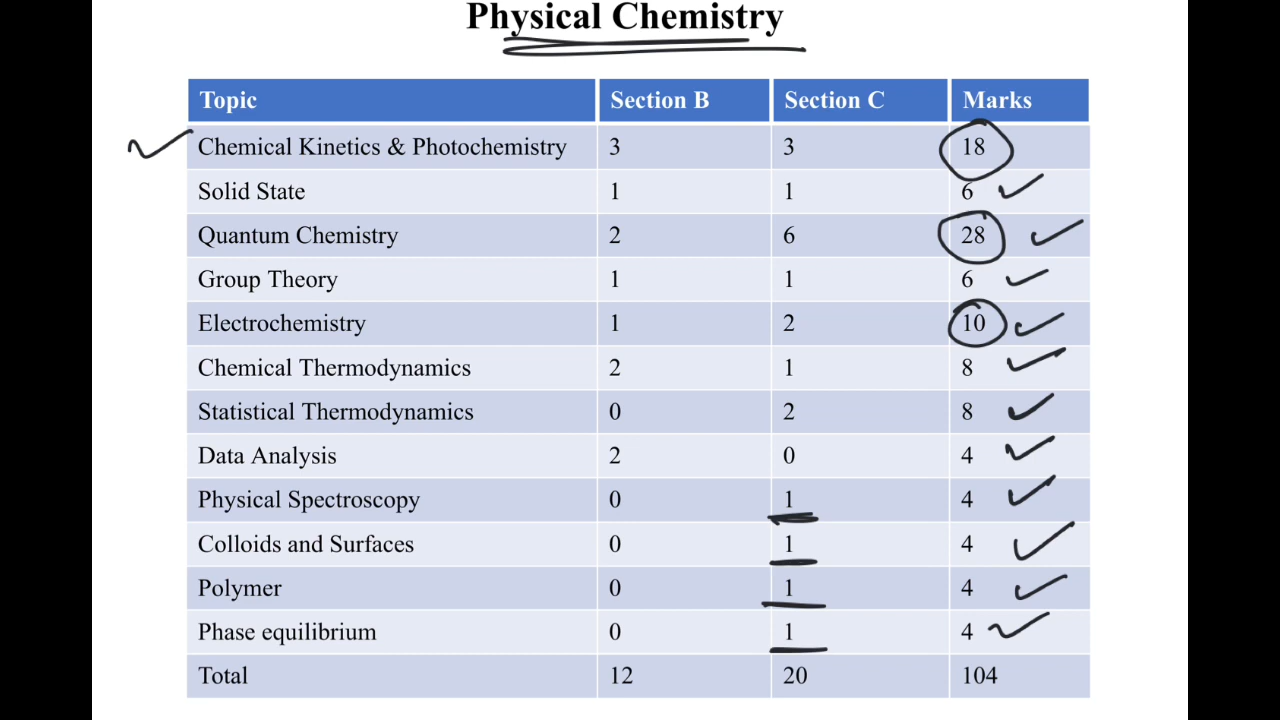 Physical Chemistry
Topic Section B Section C Marks
Chemical Kinetics & Photochemistry 3 3 18
Solid State 1 1 6
Quantum Chemistry 2 6 28
Group Theory 1 1 6
Electrochemistry 1 2 10
Chemical Thermodynamics 2 1 8
Statistical Thermodynamics 0 2 8
Data Analysis 2 0 4
Physical Spectroscopy 0 1 4
Colloids and Surfaces 0 1 4
Polymer 0 1 4
Phase equilibrium 0 1 4
Total 12 20 104